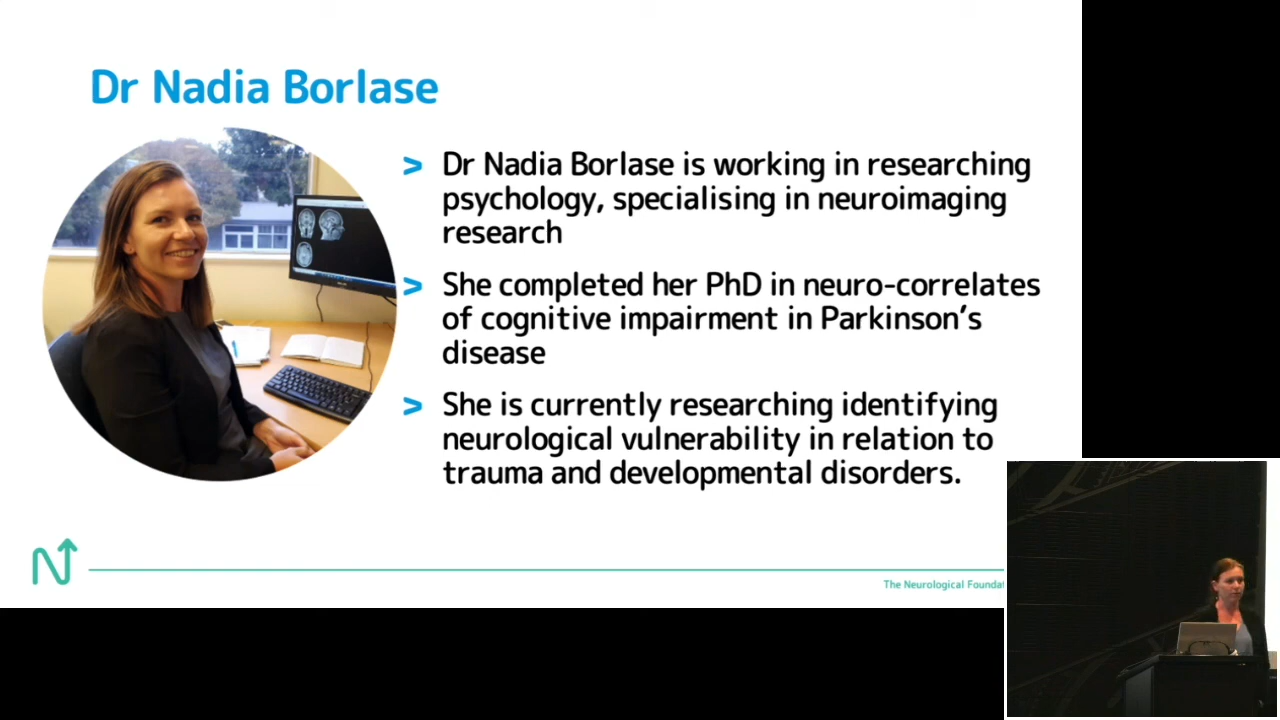 Dr Nadia Borlase
> Dr Nadia Borlase is working in researching
psychology, specialising in neuroimaging
research
> She completed her PhD in neuro-correlates
of cognitive impairment in Parkinson's
disease
> She is currently researching identifying
neurological vulnerability in relation to
trauma and developmental disorders.
The Neurological